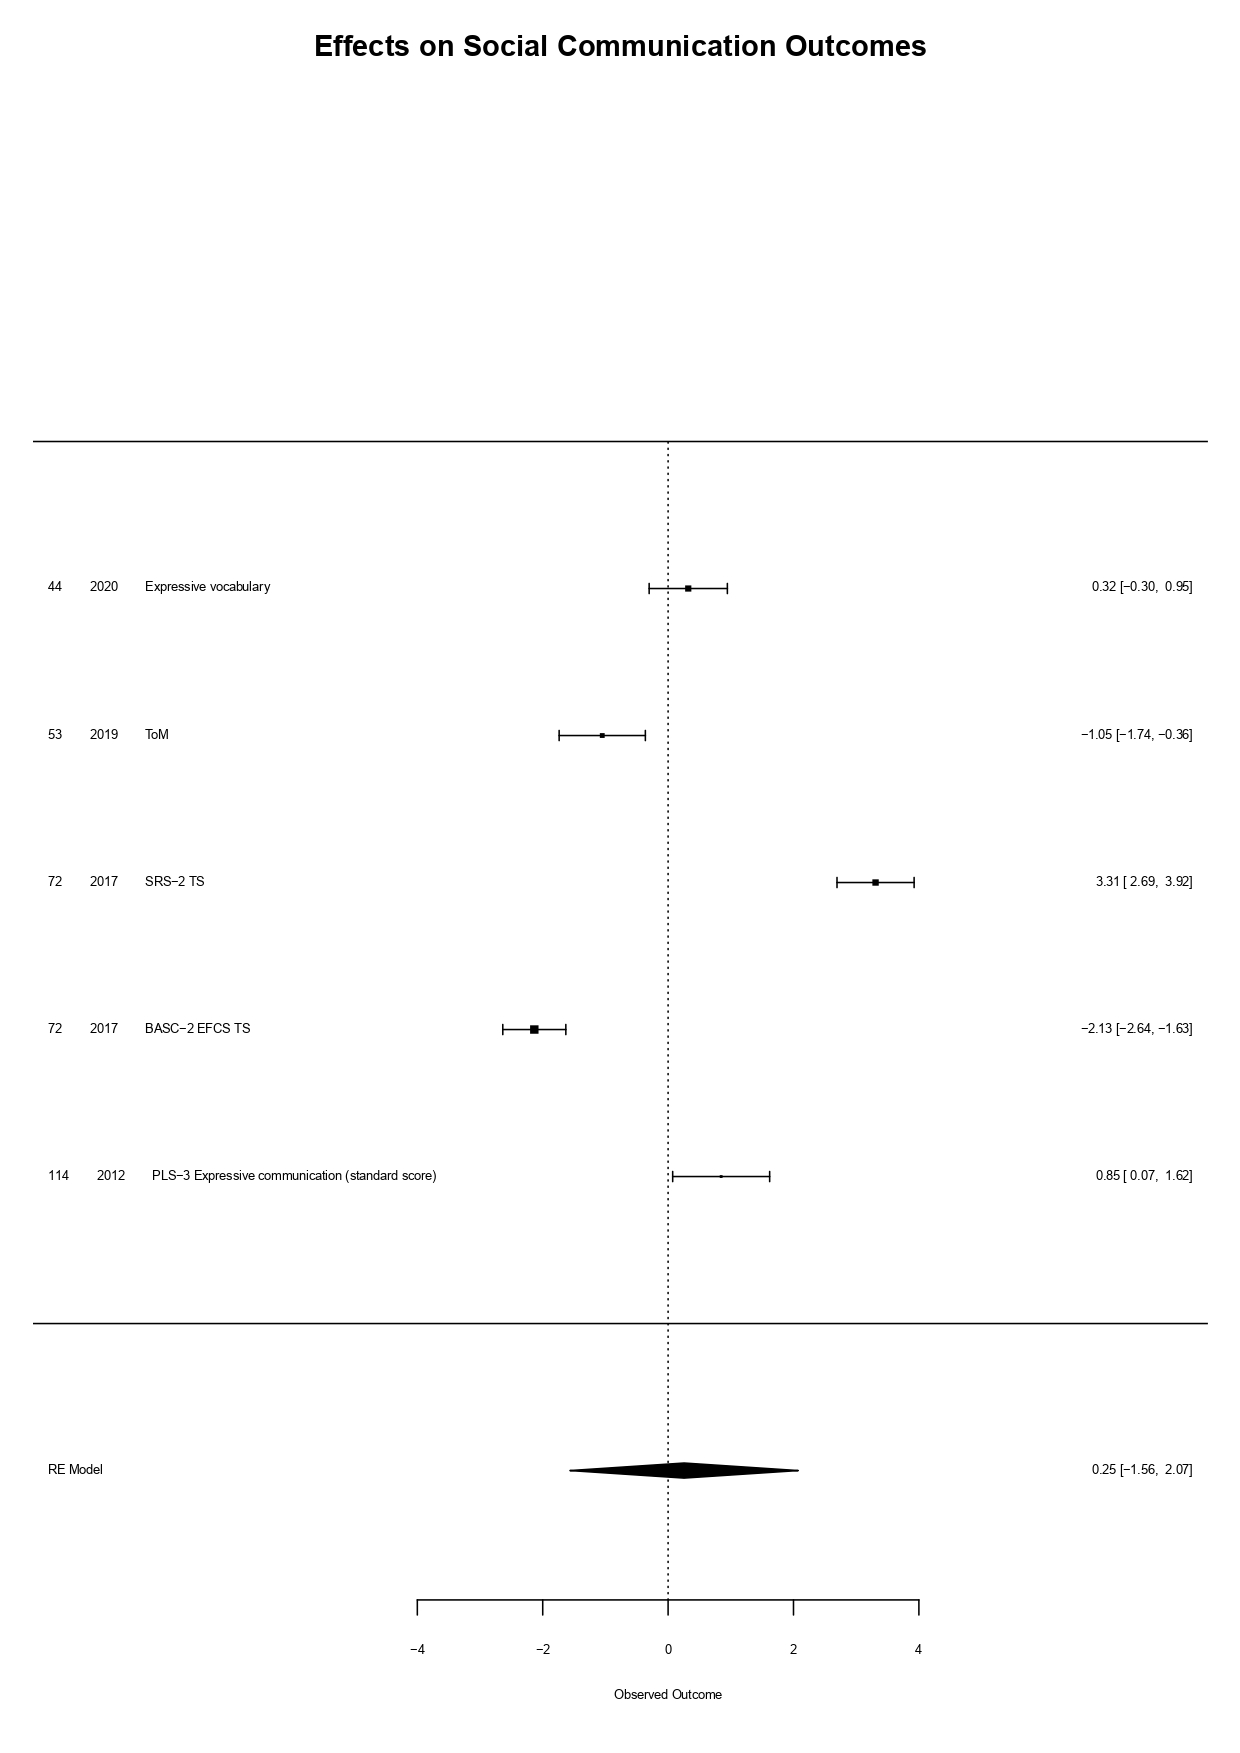 Effects on Social Communication Outcomes
44 2020 Expressive vocabulary 0.32 [−0.30, 0.95]
53 2019 ToM −1.05 [−1.74, −0.36]
72 2017 SRS−2 TS 3.31 [ 2.69, 3.92]
72 2017 BASC−2 EFCS TS −2.13 [−2.64, −1.63]
114 2012 PLS−3 Expressive communication (standard score) 0.85 [ 0.07, 1.62]
RE Model 0.25 [−1.56, 2.07]
−4 −2 0 2 4
Observed Outcome